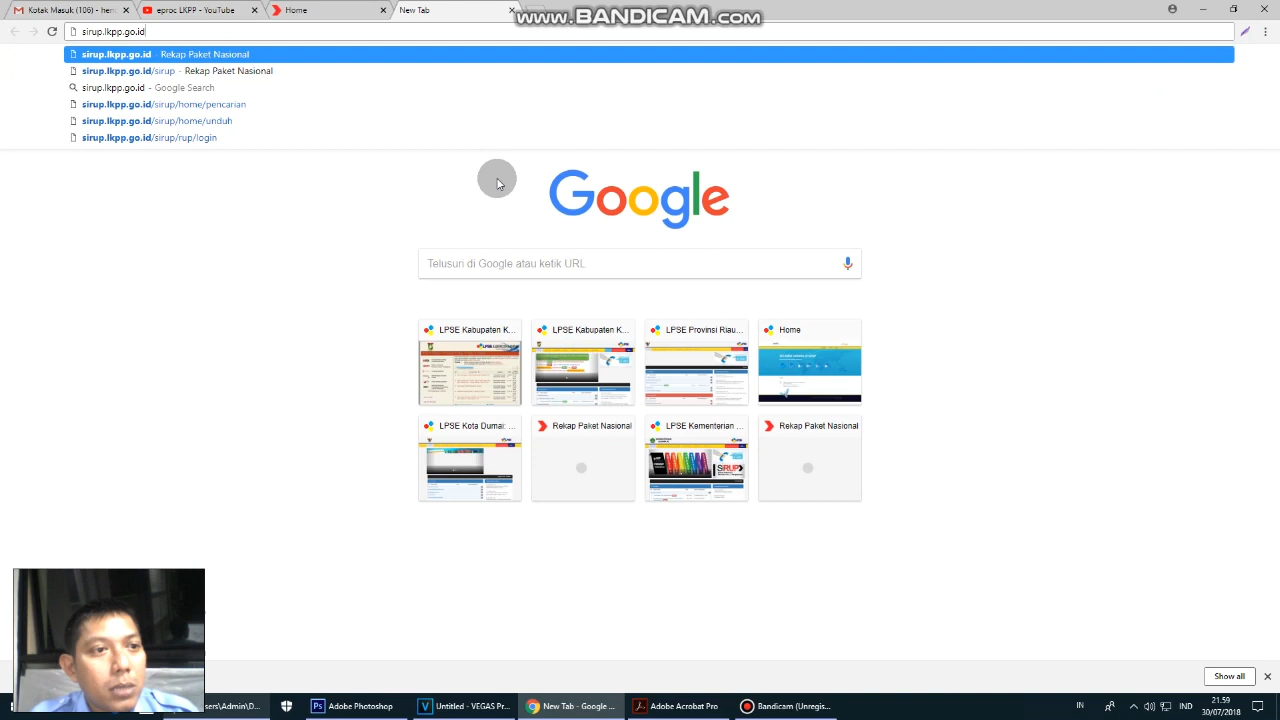 Kotak Masuk (106) - henr
eproc LKPP - YouTube
Home
New Tab
www.BANDICAM.com
sirup.lkpp.go.id
sirup.lkpp.go.id - Rekap Paket Nasional
sirup.lkpp.go.id/sirup - Rekap Paket Nasional
sirup.lkpp.go.id - Google Search
sirup.lkpp.go.id/sirup/home/pencarian
sirup.lkpp.go.id/sirup/home/unduh
sirup.lkpp.go.id/sirup/rup/login
Google
Telusuri di Google atau ketik URL
LPSE Kabupaten K...
LPSE Kabupaten K...
LPSE Provinsi Riau...
Home
LPSE Kota Dumai: ...
Rekap Paket Nasional
LPSE Kementerian ...
Rekap Paket Nasional
SiRUP
Show all
sers\Admin\D...
Adobe Photoshop
Untitled - VEGAS Pr...
New Tab - Google ...
Adobe Acrobat Pro
Bandicam (Unregis...
IN
IND
21.59
30/07/2018